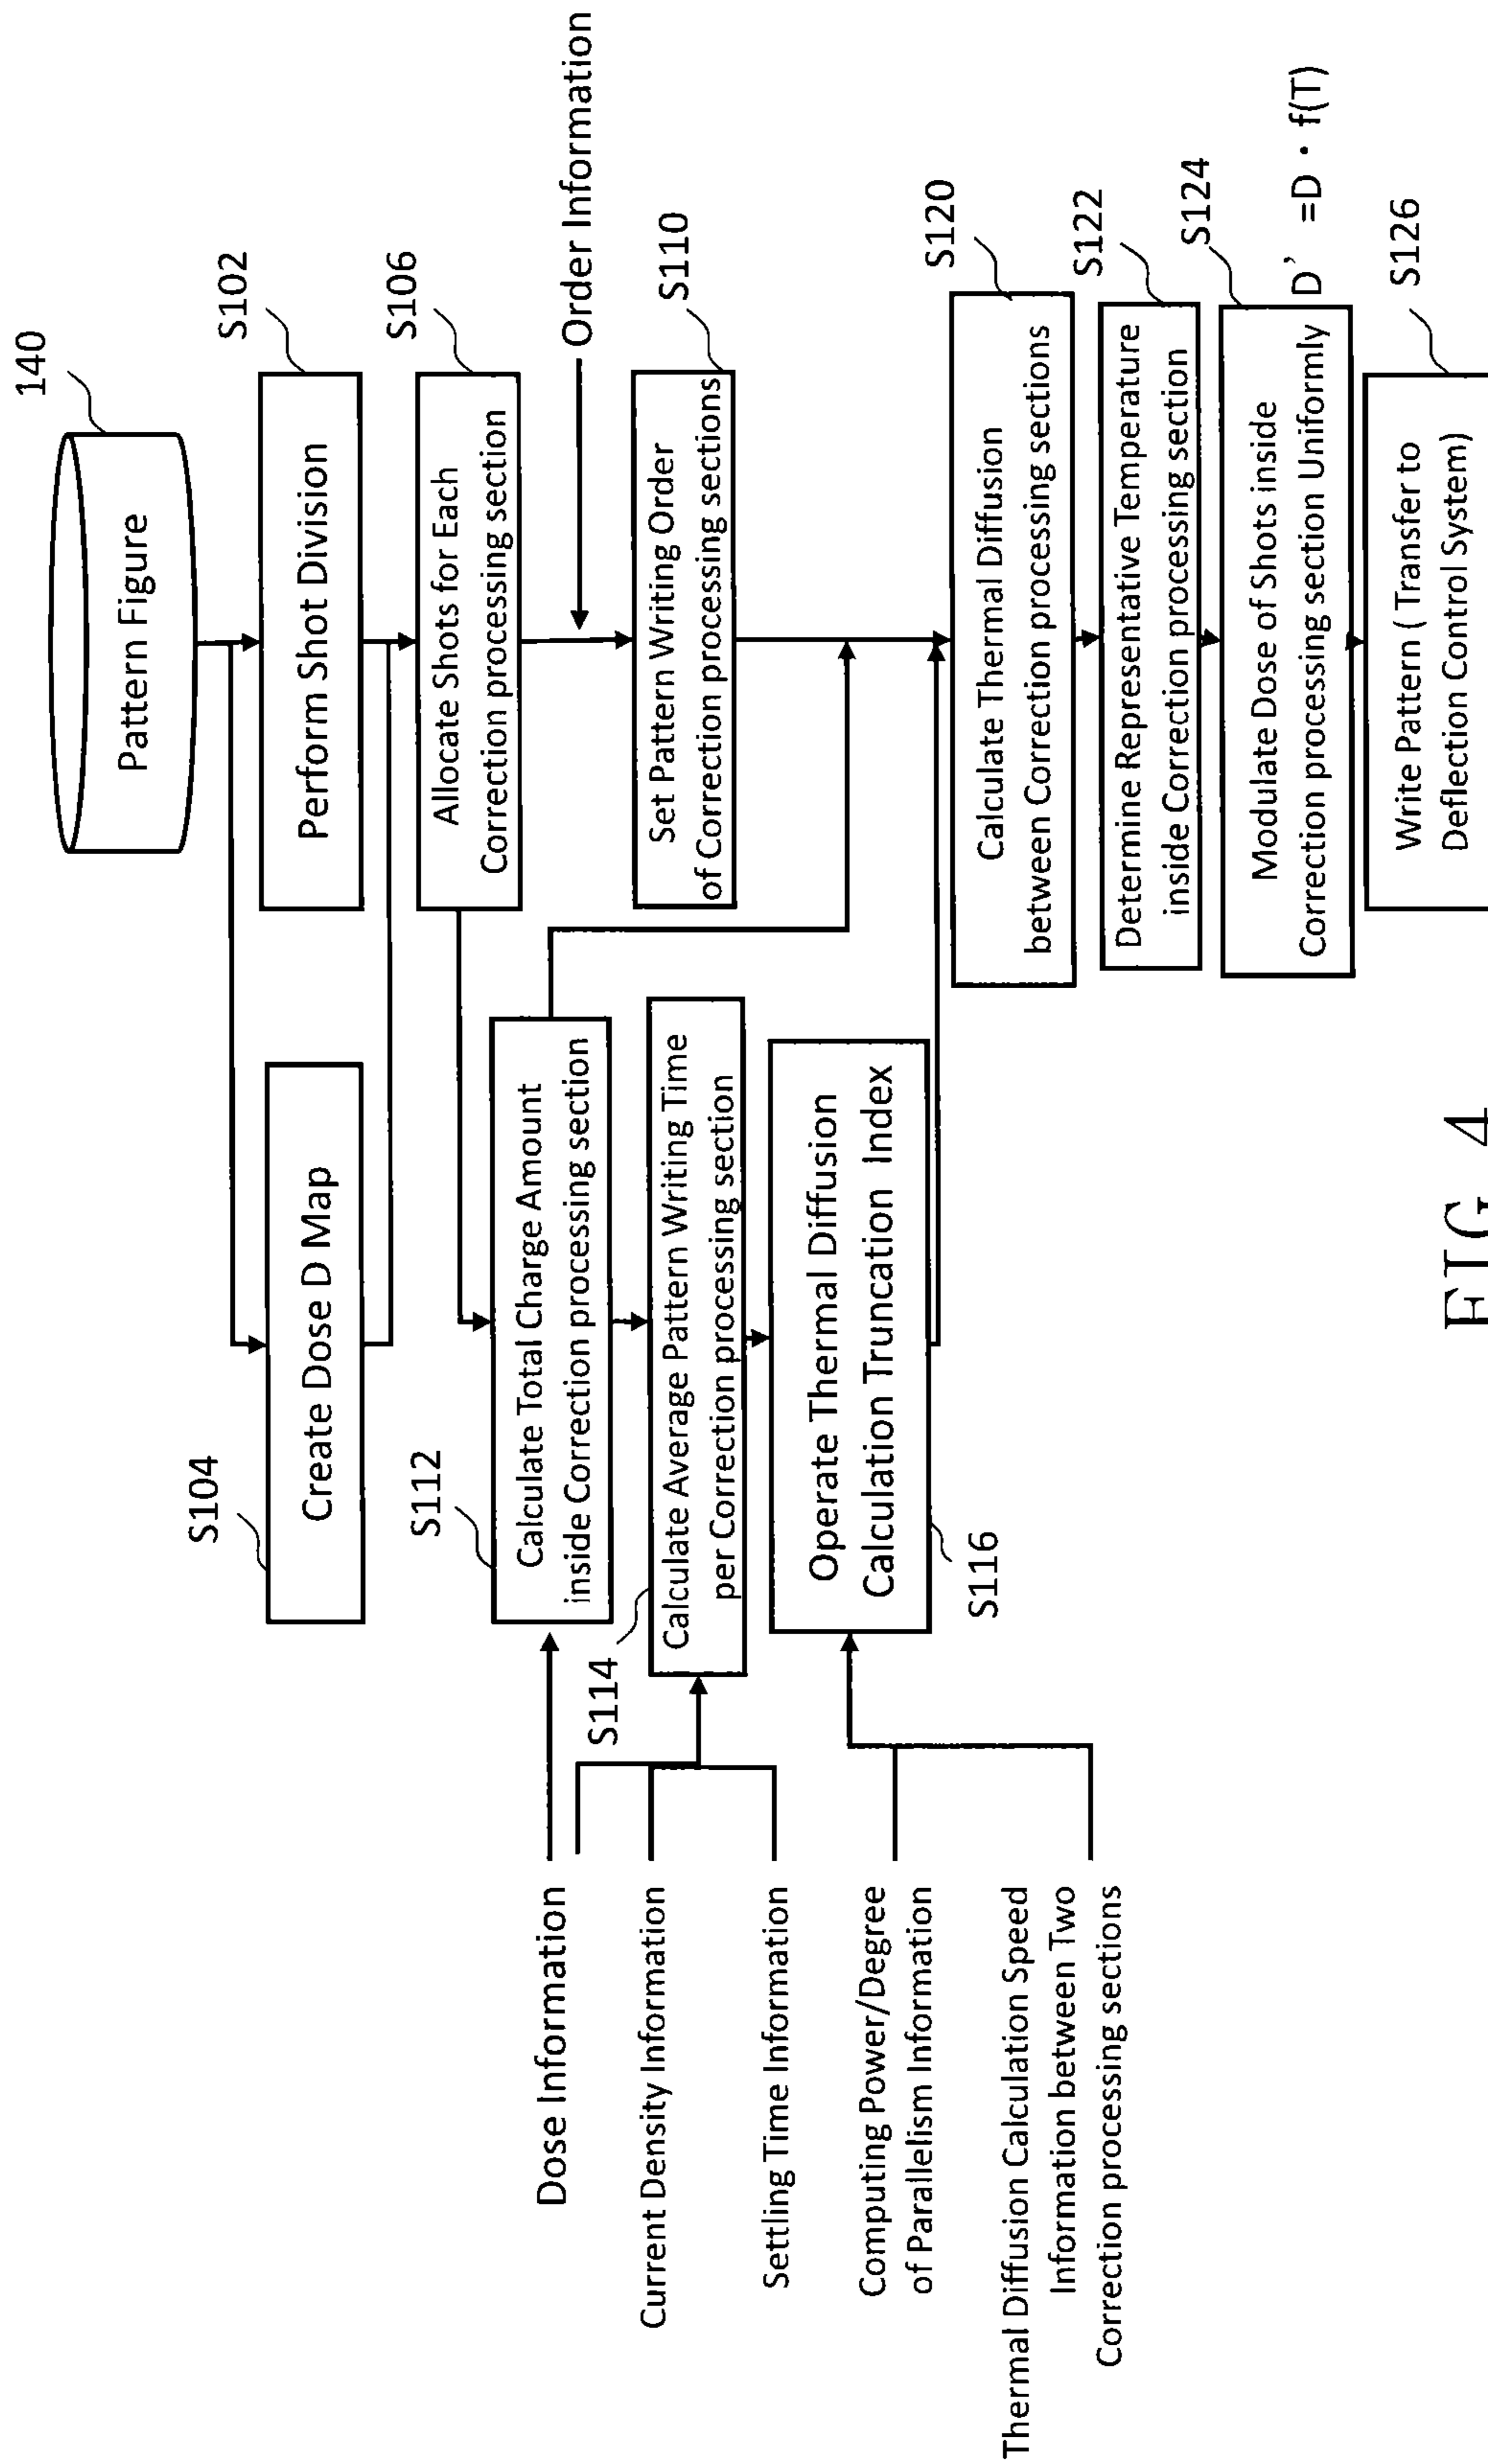 140
Pattern Figure
S102
Perform Shot Division
S104
Create Dose D Map
S106
Allocate Shots for Each
Correction processing section
Order Information
S110
Set Pattern Writing Order
of Correction processing sections
S112
Calculate Total Charge Amount
inside Correction processing section
S114
Calculate Average Pattern Writing Time
per Correction processing section
Operate Thermal Diffusion
Calculation Truncation Index
S116
Dose Information
Current Density Information
Settling Time Information
Computing Power/Degree
of Parallelism Information
Thermal Diffusion Calculation Speed
Information between Two
Correction processing sections
S120
Calculate Thermal Diffusion
between Correction processing sections
S122
Determine Representative Temperature
inside Correction processing section
S124
Modulate Dose of Shots inside
Correction processing section Uniformly
D' =D・f(T)
S126
Write Pattern ( Transfer to
Deflection Control System)
FIG. 4